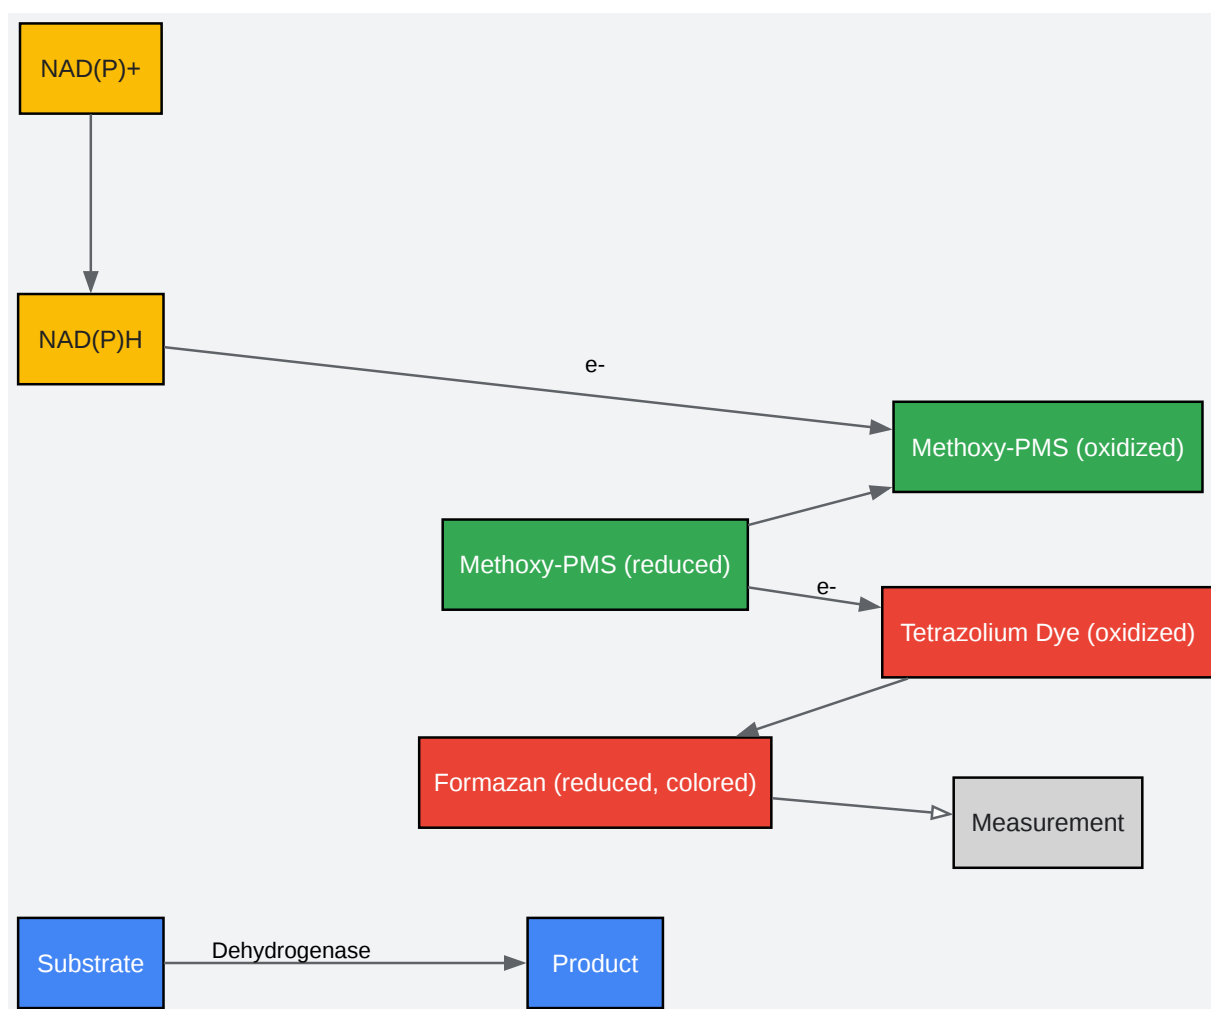 NAD(P)+
NAD(P)H
e-
Methoxy-PMS (oxidized)
Methoxy-PMS (reduced)
e-
Tetrazolium Dye (oxidized)
Formazan (reduced, colored)
Measurement
Substrate
Dehydrogenase
Product